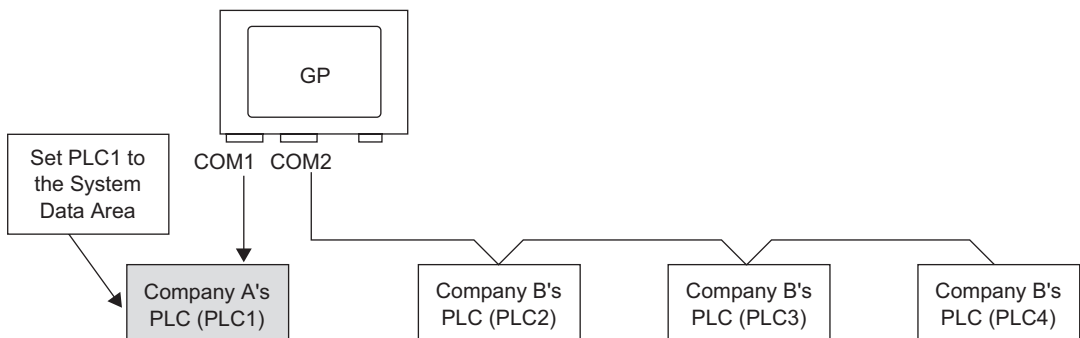 GP
COM1 COM2
Set PLC1 to
the System
Data Area
Company A's
PLC (PLC1)
Company B's
PLC (PLC2)
Company B's
PLC (PLC3)
Company B's
PLC (PLC4)